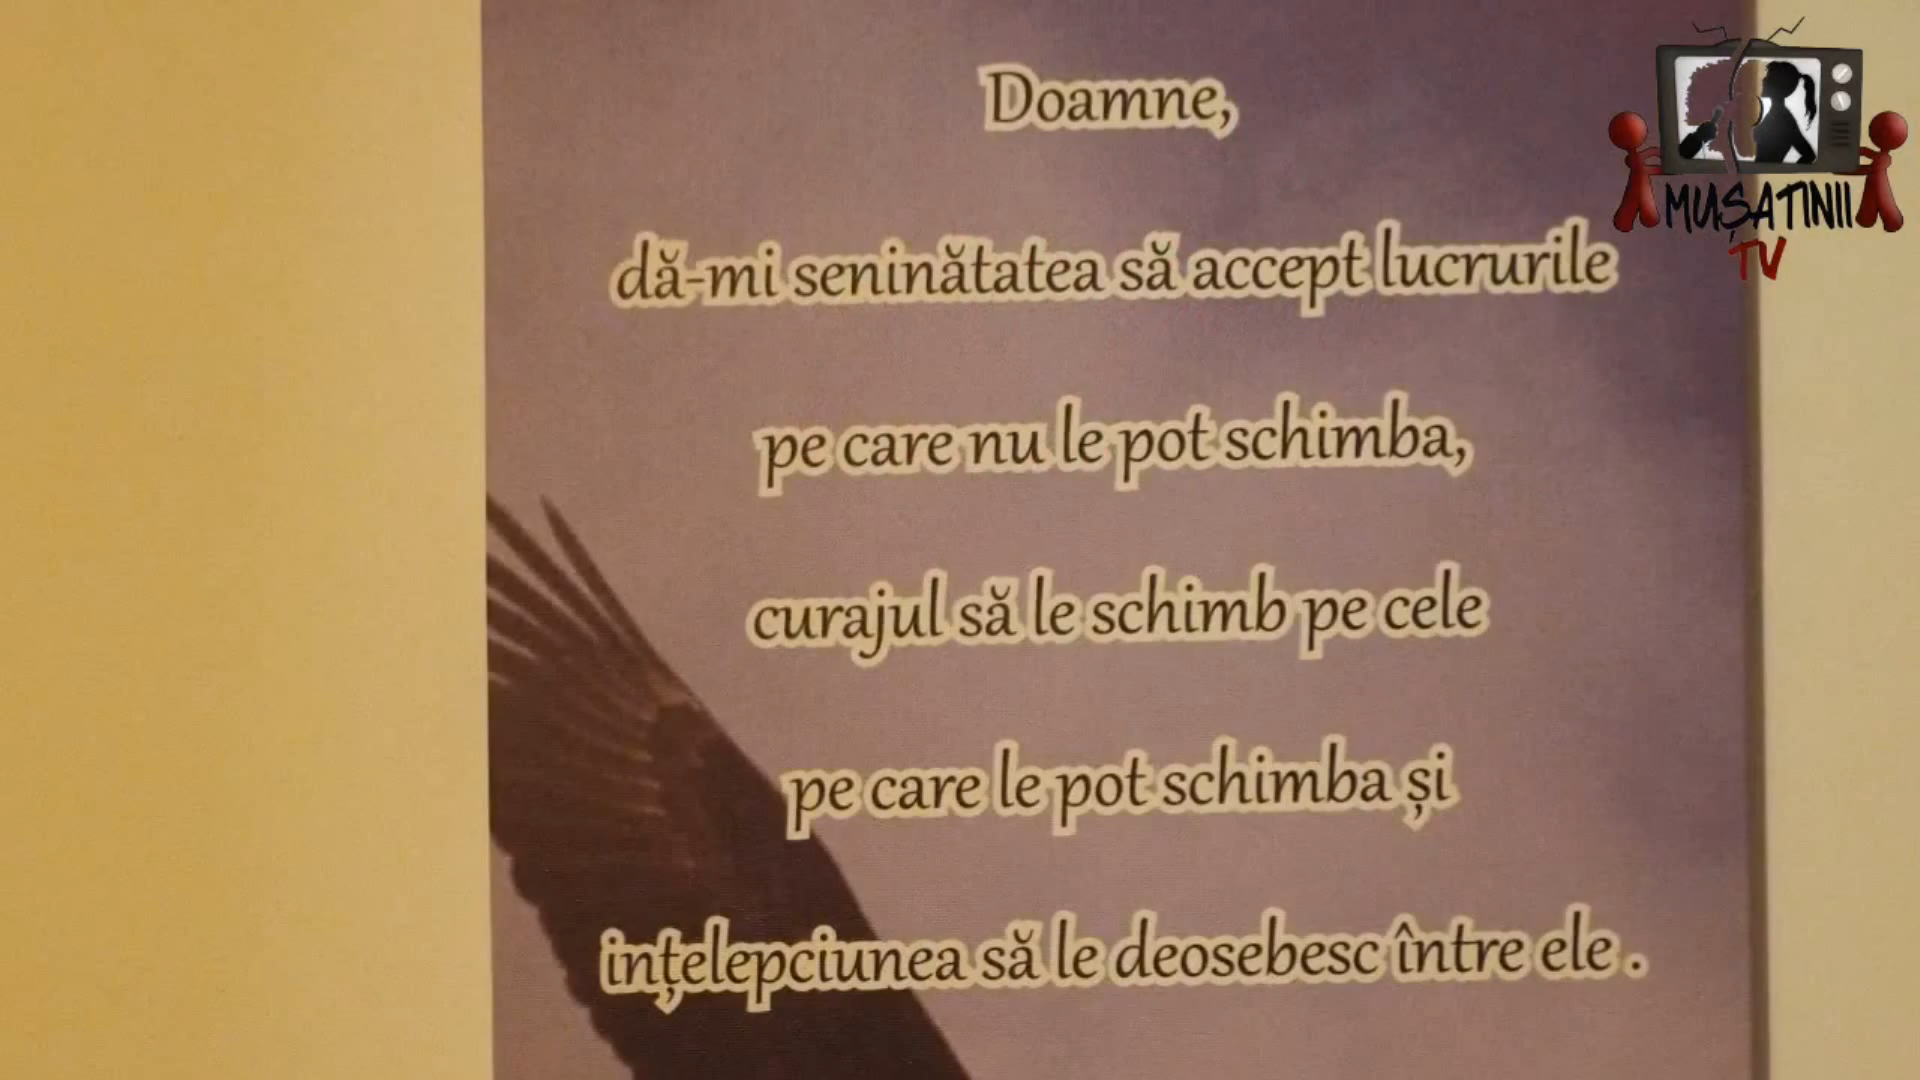 Doamne,
dă-mi seninătatea să accept lucrurile
pe care nu le pot schimba,
curajul să le schimb pe cele
pe care le pot schimba și
ințelepciunea să le deosebesc între ele .
MUȘATINII
TV